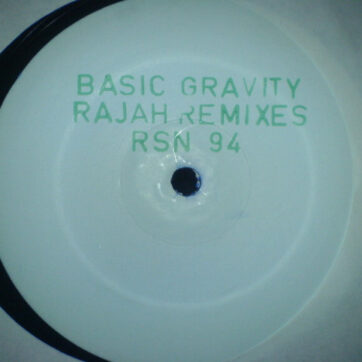 BASIC GRAVITY
RAJAH REMIXES
RSN 94